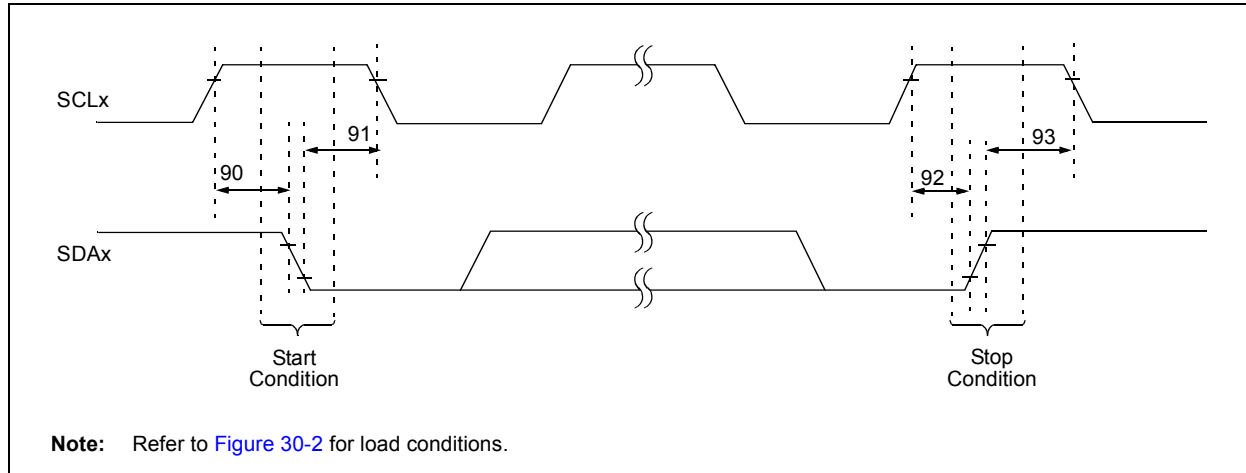 SCLx
91
93
90
92
SDAx
Start
Condition
Stop
Condition
Note: Refer to Figure 30-2 for load conditions.